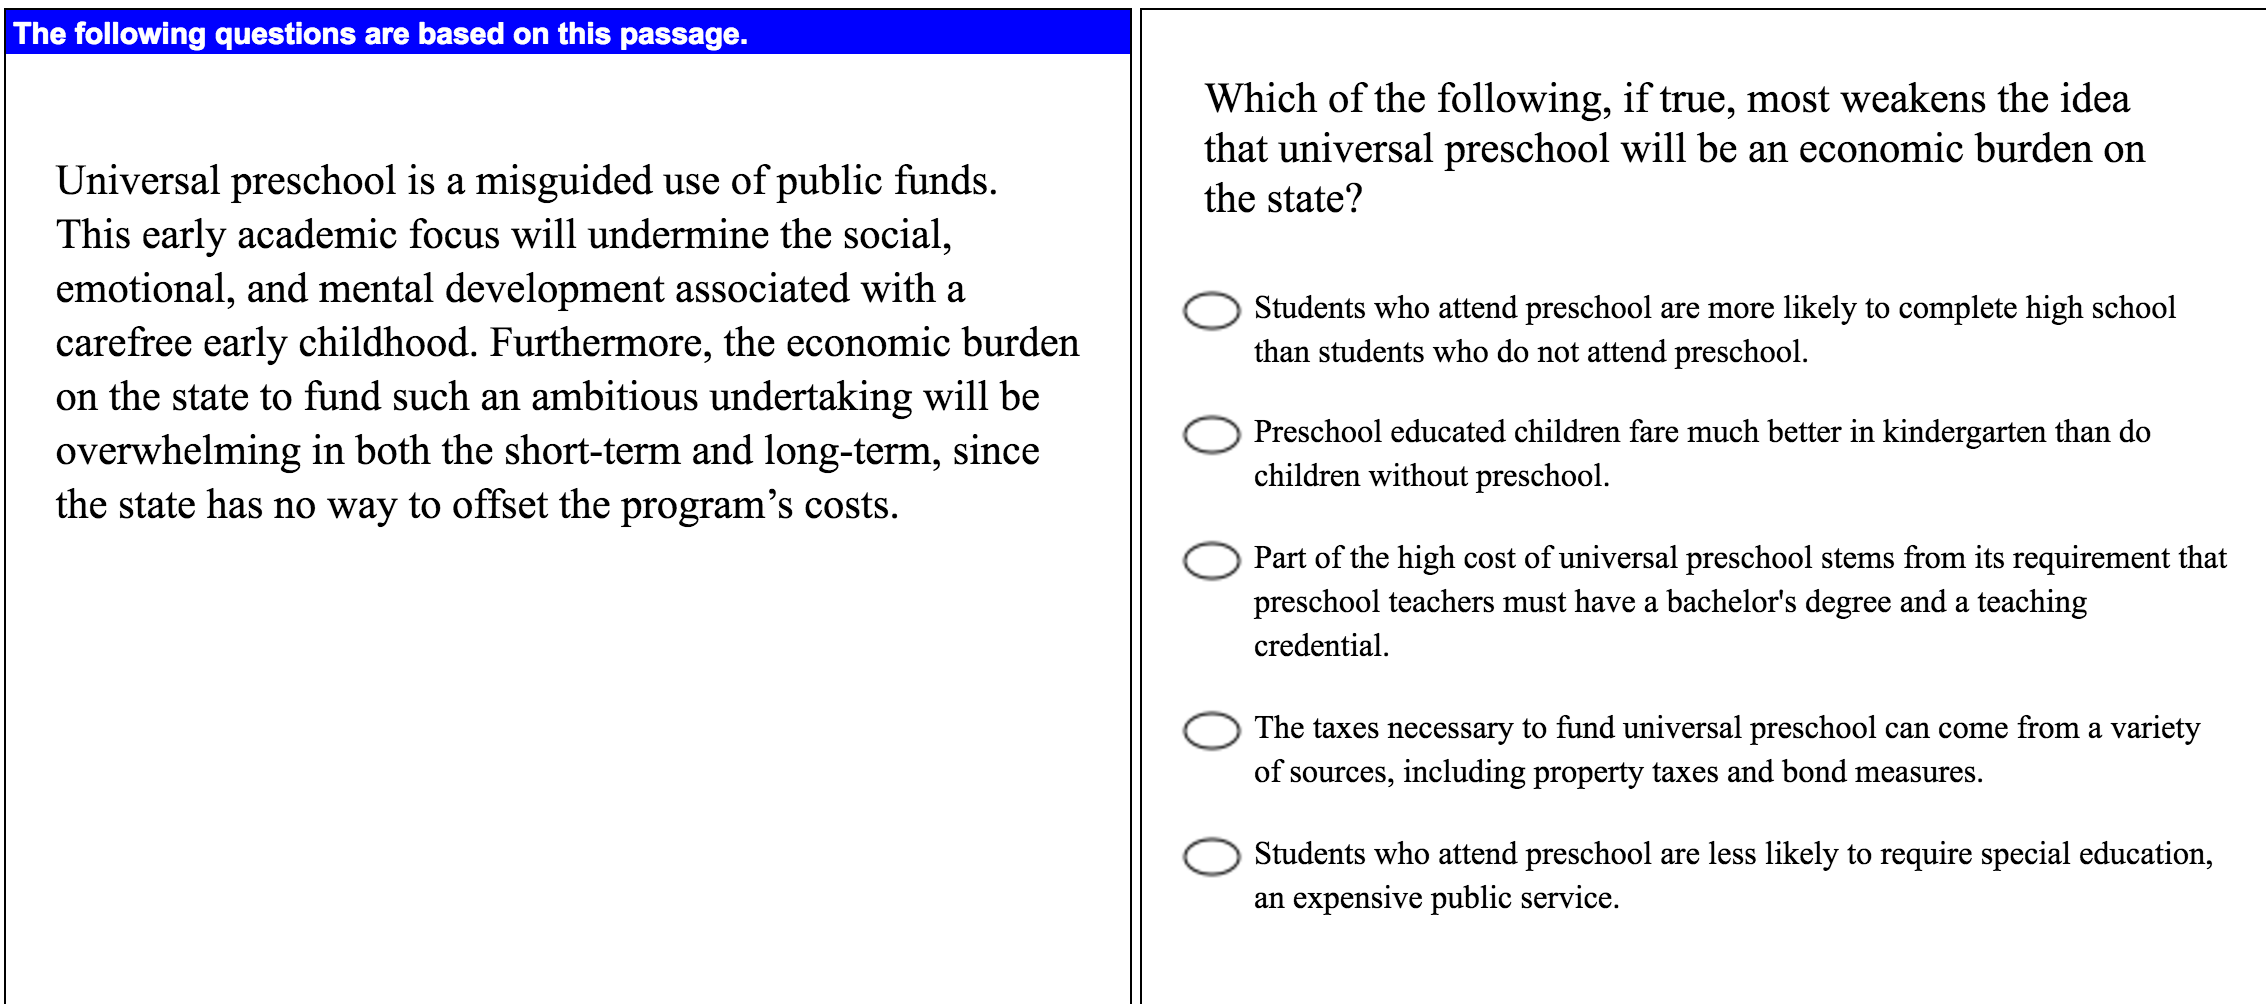 The following questions are based on this passage.
Universal preschool is a misguided use of public funds.
This early academic focus will undermine the social,
emotional, and mental development associated with a
carefree early childhood. Furthermore, the economic burden
on the state to fund such an ambitious undertaking will be
overwhelming in both the short-term and long-term, since
the state has no way to offset the program’s costs.
Which of the following, if true, most weakens the idea
that universal preschool will be an economic burden on
the state?
Students who attend preschool are more likely to complete high school
than students who do not attend preschool.
Preschool educated children fare much better in kindergarten than do
children without preschool.
Part of the high cost of universal preschool stems from its requirement that
preschool teachers must have a bachelor's degree and a teaching
credential.
The taxes necessary to fund universal preschool can come from a variety
of sources, including property taxes and bond measures.
Students who attend preschool are less likely to require special education,
an expensive public service.